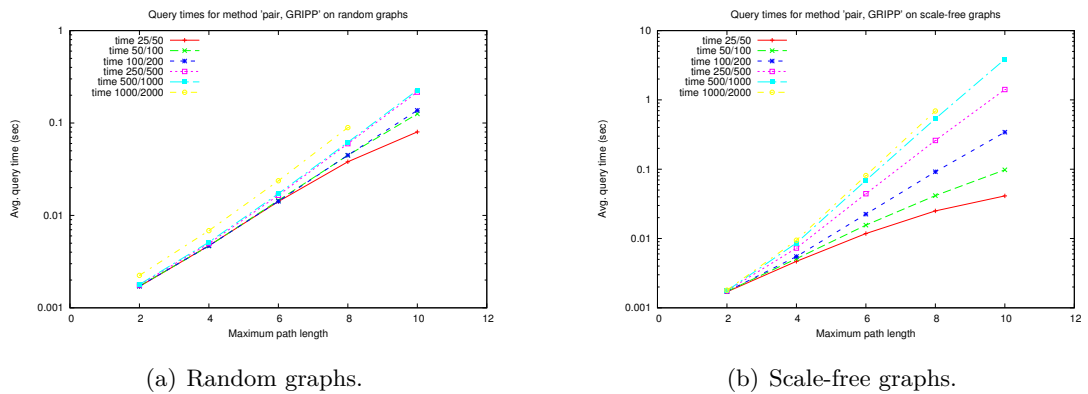 Query times for method 'pair, GRIPP' on random graphs
1
0.1
0.01
0.001
Avg. query time (sec)
time 25/50
time 50/100
time 100/200
time 250/500
time 500/1000
time 1000/2000
0 2 4 6 8 10 12
Maximum path length
(a) Random graphs.
Query times for method 'pair, GRIPP' on scale-free graphs
10
1
0.1
0.01
0.001
Avg. query time (sec)
time 25/50
time 50/100
time 100/200
time 250/500
time 500/1000
time 1000/2000
0 2 4 6 8 10 12
Maximum path length
(b) Scale-free graphs.